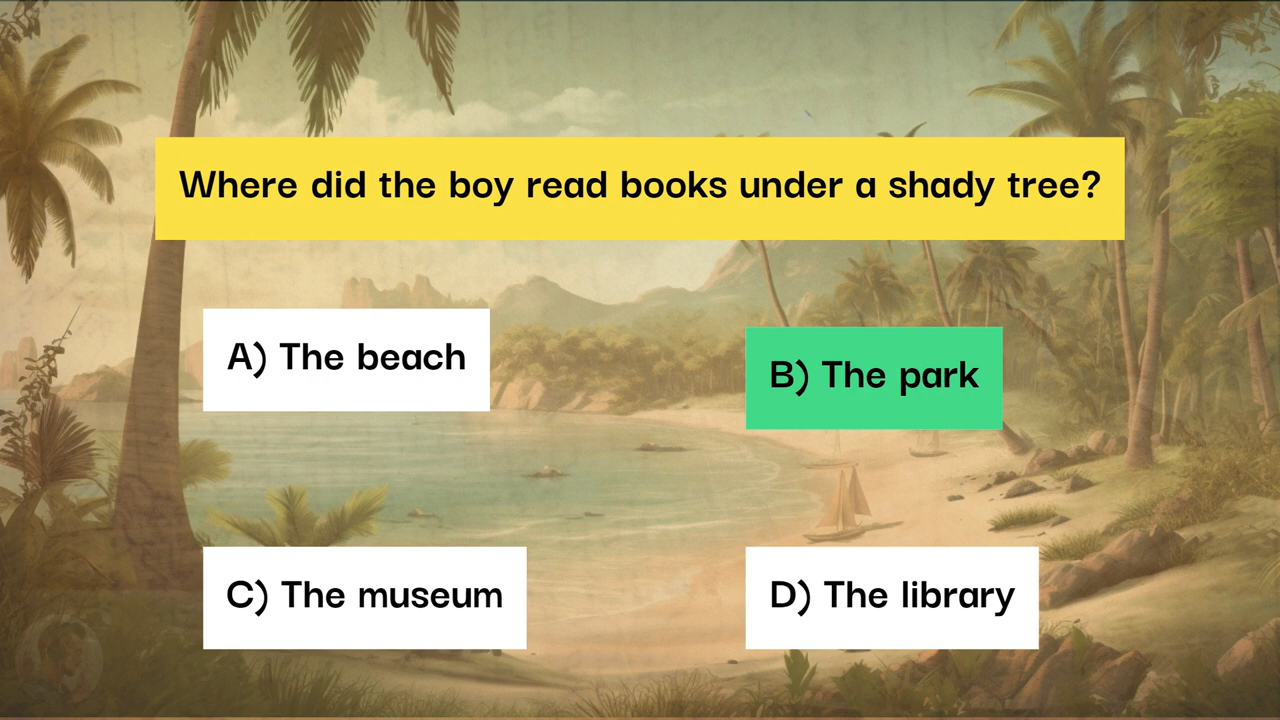 Where did the boy read books under a shady tree?
A) The beach
B) The park
C) The museum
D) The library